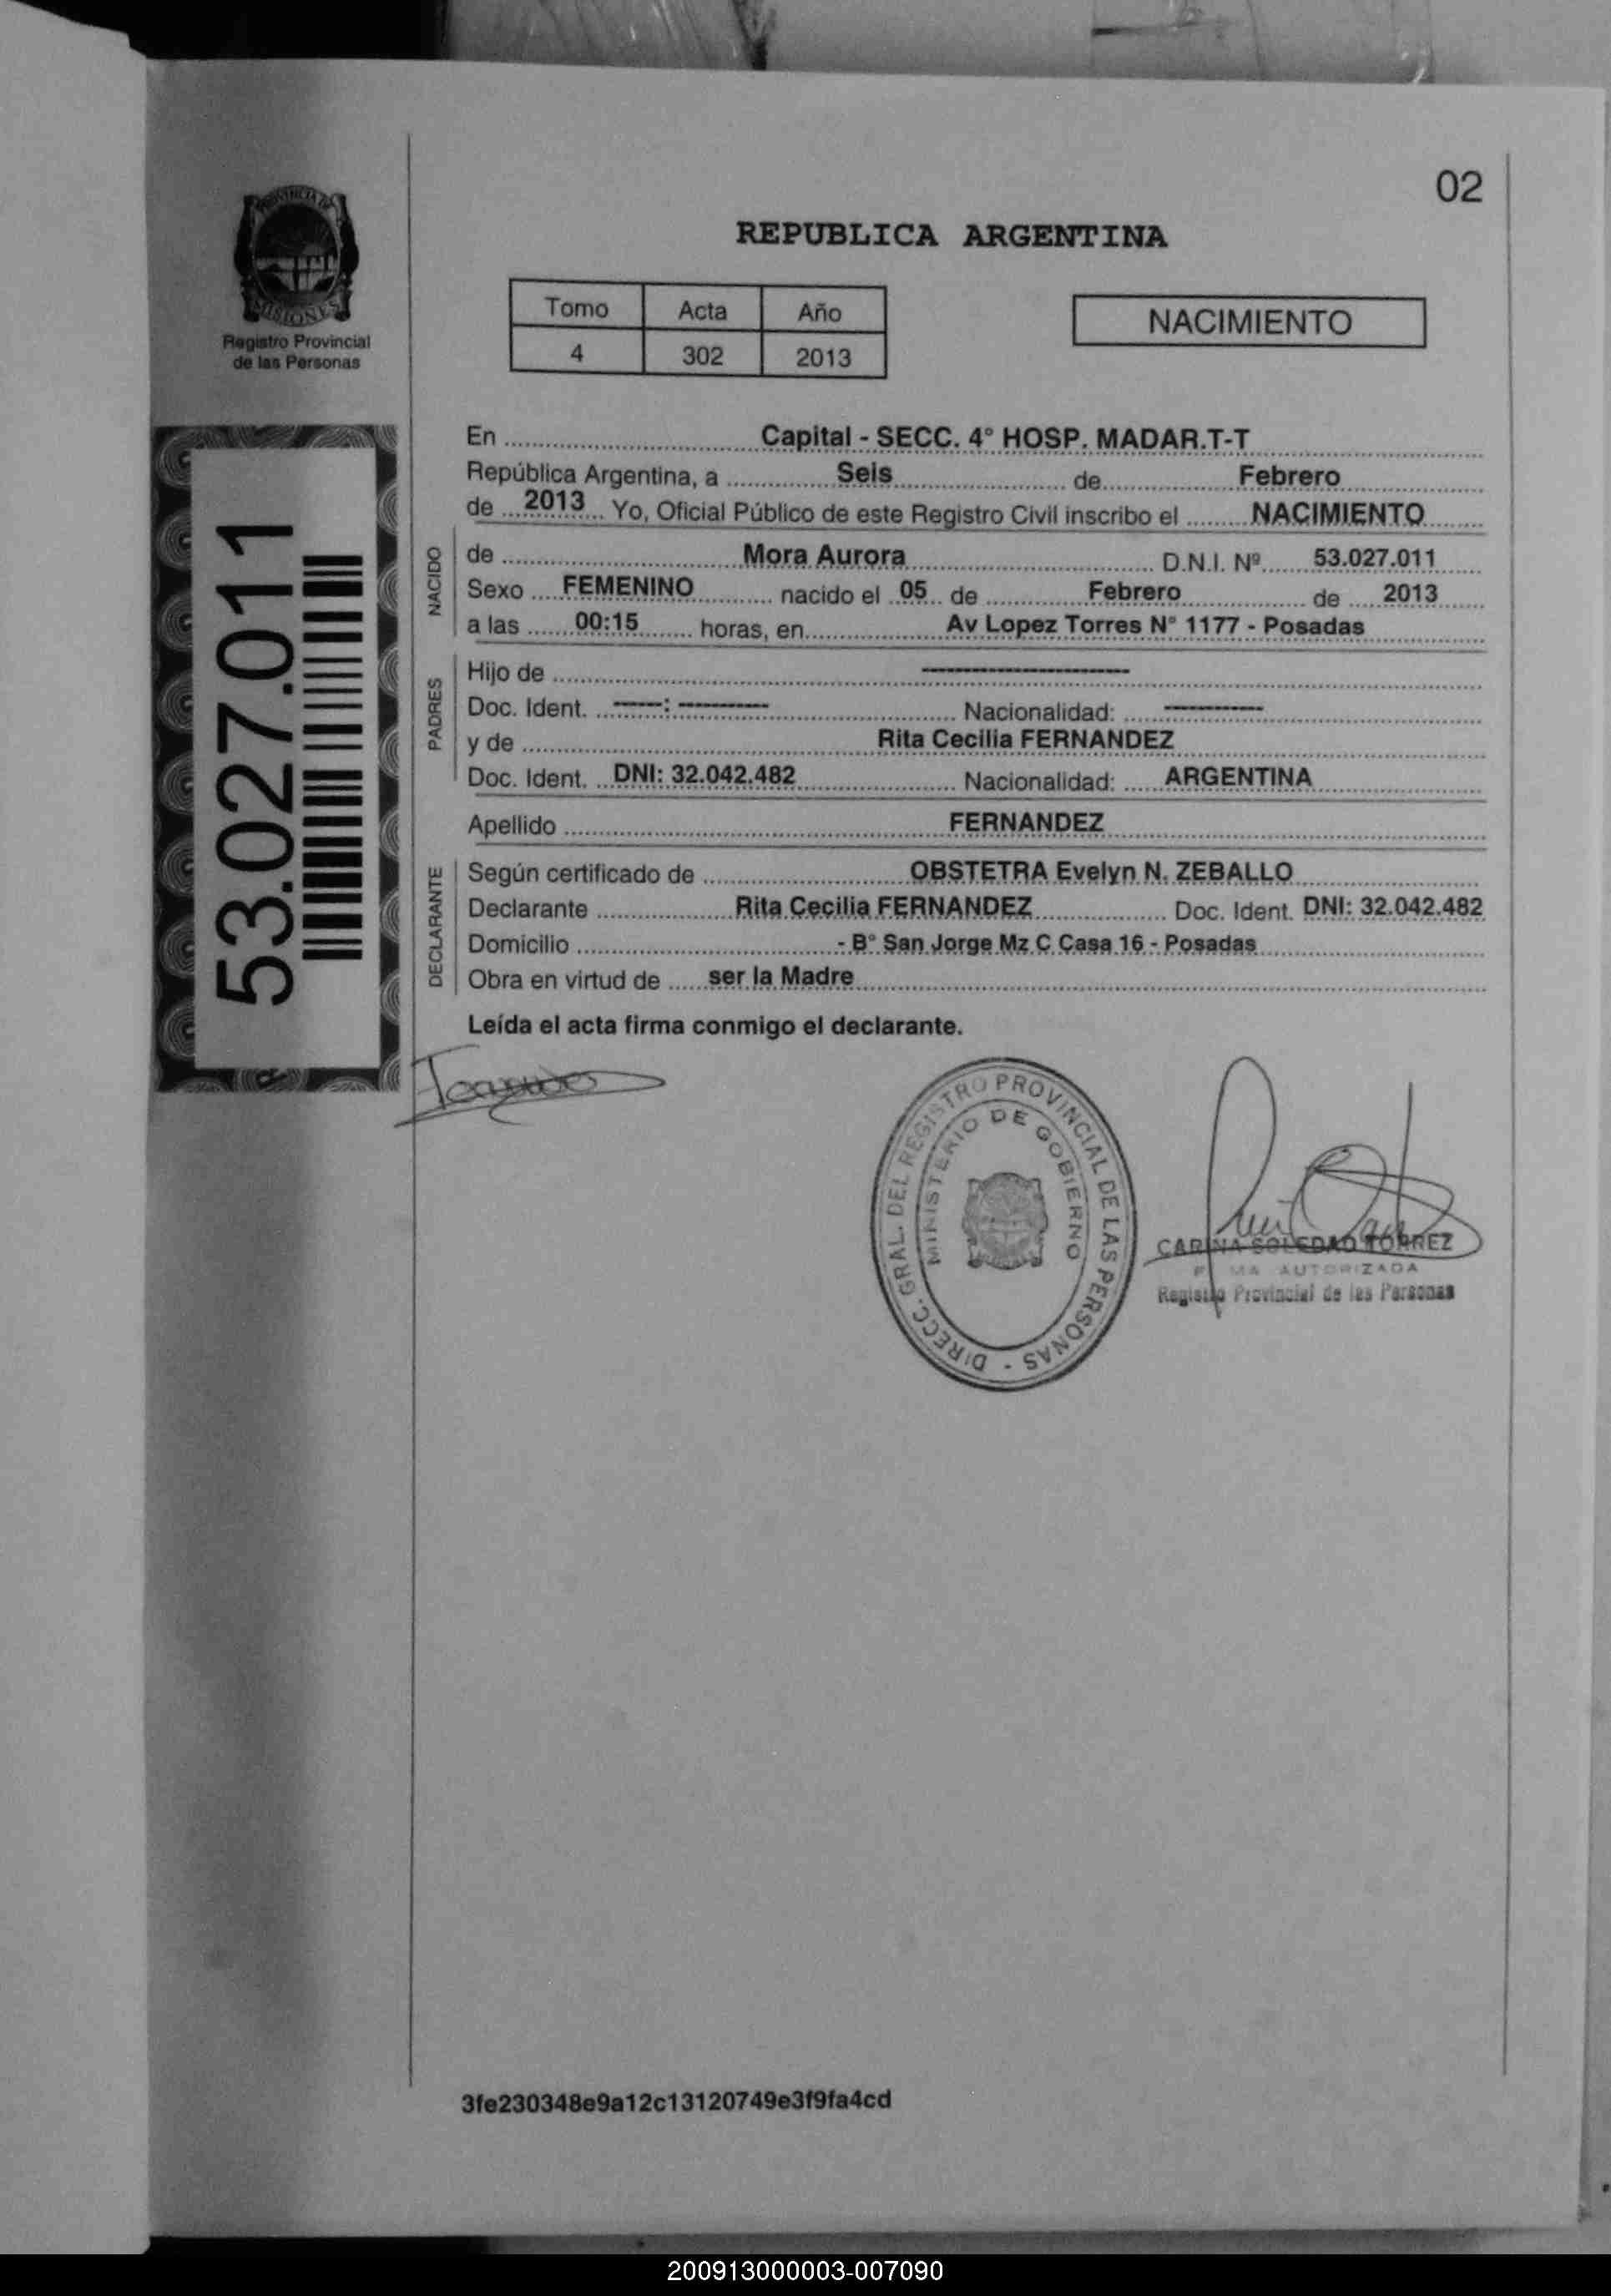 02
PROVINCIA DE
MISIONES
Registro Provincial
de las Personas
REPUBLICA ARGENTINA
Tomo Acta Año
4 302 2013
NACIMIENTO
53.027.011
En Capital - SECC. 4° HOSP. MADAR.T-T
República Argentina, a Seis de Febrero
de 2013 Yo, Oficial Público de este Registro Civil inscribo el NACIMIENTO
NACIDO
de Mora Aurora D.N.I. Nº 53.027.011
Sexo FEMENINO nacido el 05 de Febrero de 2013
a las 00:15 horas, en Av Lopez Torres N° 1177 - Posadas
PADRES
Hijo de
Doc. Ident. : Nacionalidad:
y de Rita Cecilia FERNANDEZ
Doc. Ident. DNI: 32.042.482 Nacionalidad: ARGENTINA
Apellido FERNANDEZ
DECLARANTE
Según certificado de OBSTETRA Evelyn N. ZEBALLO
Declarante Rita Cecilia FERNANDEZ Doc. Ident. DNI: 32.042.482
Domicilio - B° San Jorge Mz C Casa 16 - Posadas
Obra en virtud de ser la Madre
Leída el acta firma conmigo el declarante.
DIRECC. GRAL. DEL REGISTRO PROVINCIAL DE LAS PERSONAS -
MINISTERIO DE GOBIERNO
CARINA SOLEDAD TORREZ
FIRMA AUTORIZADA
Registro Provincial de las Personas
3fe230348e9a12c13120749e3f9fa4cd
200913000003-007090